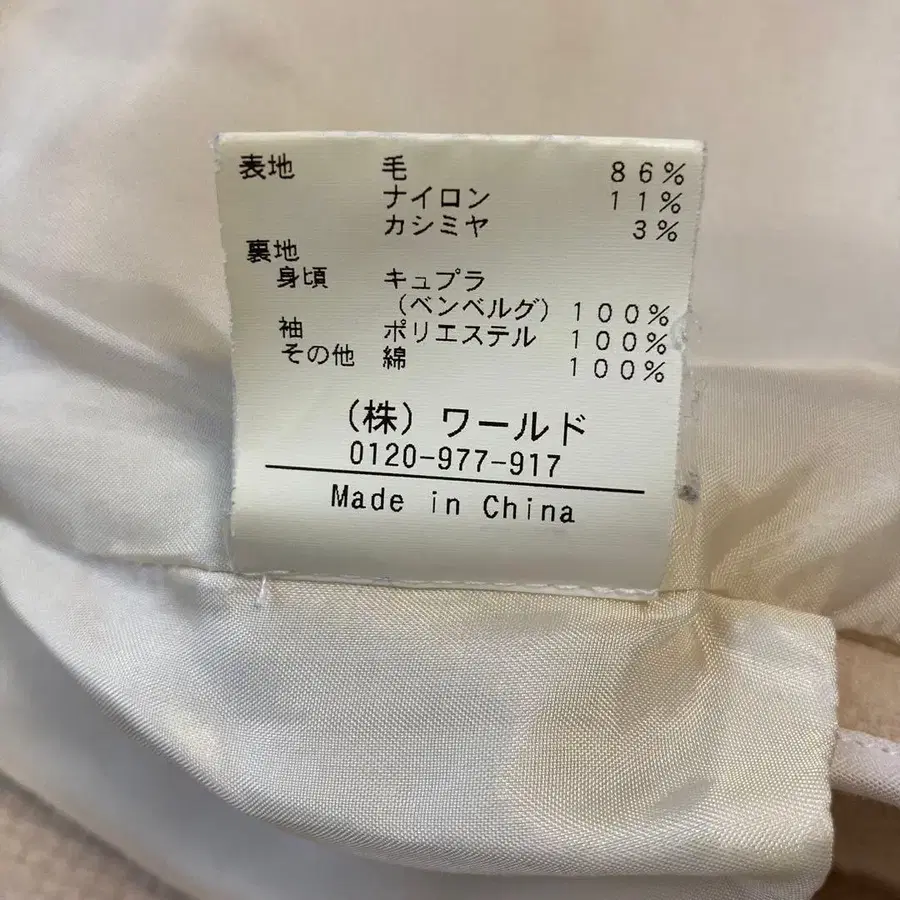 表地 毛 86%
ナイロン 11%
カシミヤ 3%
裏地
身頃 キュプラ
(ベンベルグ) 100%
袖 ポリエステル 100%
その他 綿 100%
(株) ワールド
0120-977-917
Made in China